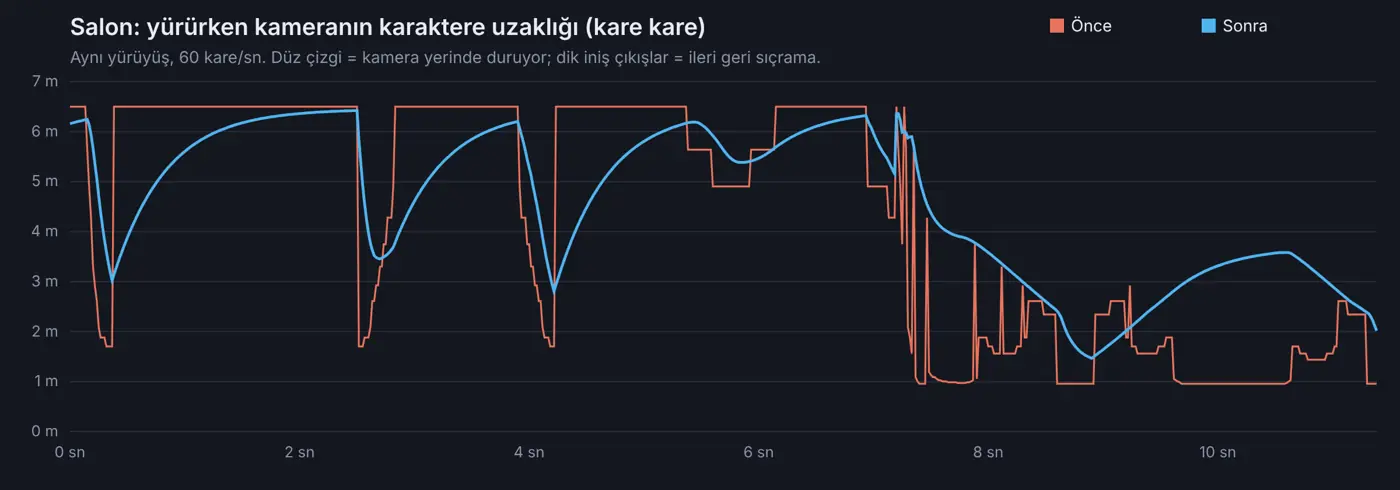 Salon: yürürken kameranın karaktere uzaklığı (kare kare)
Önce
Sonra
Aynı yürüyüş, 60 kare/sn. Düz çizgi = kamera yerinde duruyor; dik iniş çıkışlar = ileri geri sıçrama.
7 m
6 m
5 m
4 m
3 m
2 m
1 m
0 m
0 sn
2 sn
4 sn
6 sn
8 sn
10 sn